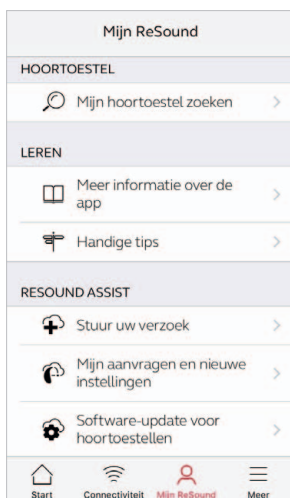 Mijn ReSound
HOORTOESTEL
Mijn hoortoestel zoeken
LEREN
Meer informatie over de
app
Handige tips
RESOUND ASSIST
Stuur uw verzoek
Mijn aanvragen en nieuwe
instellingen
Software-update voor
hoortoestellen
Start Connectiviteit Mijn ReSound Meer